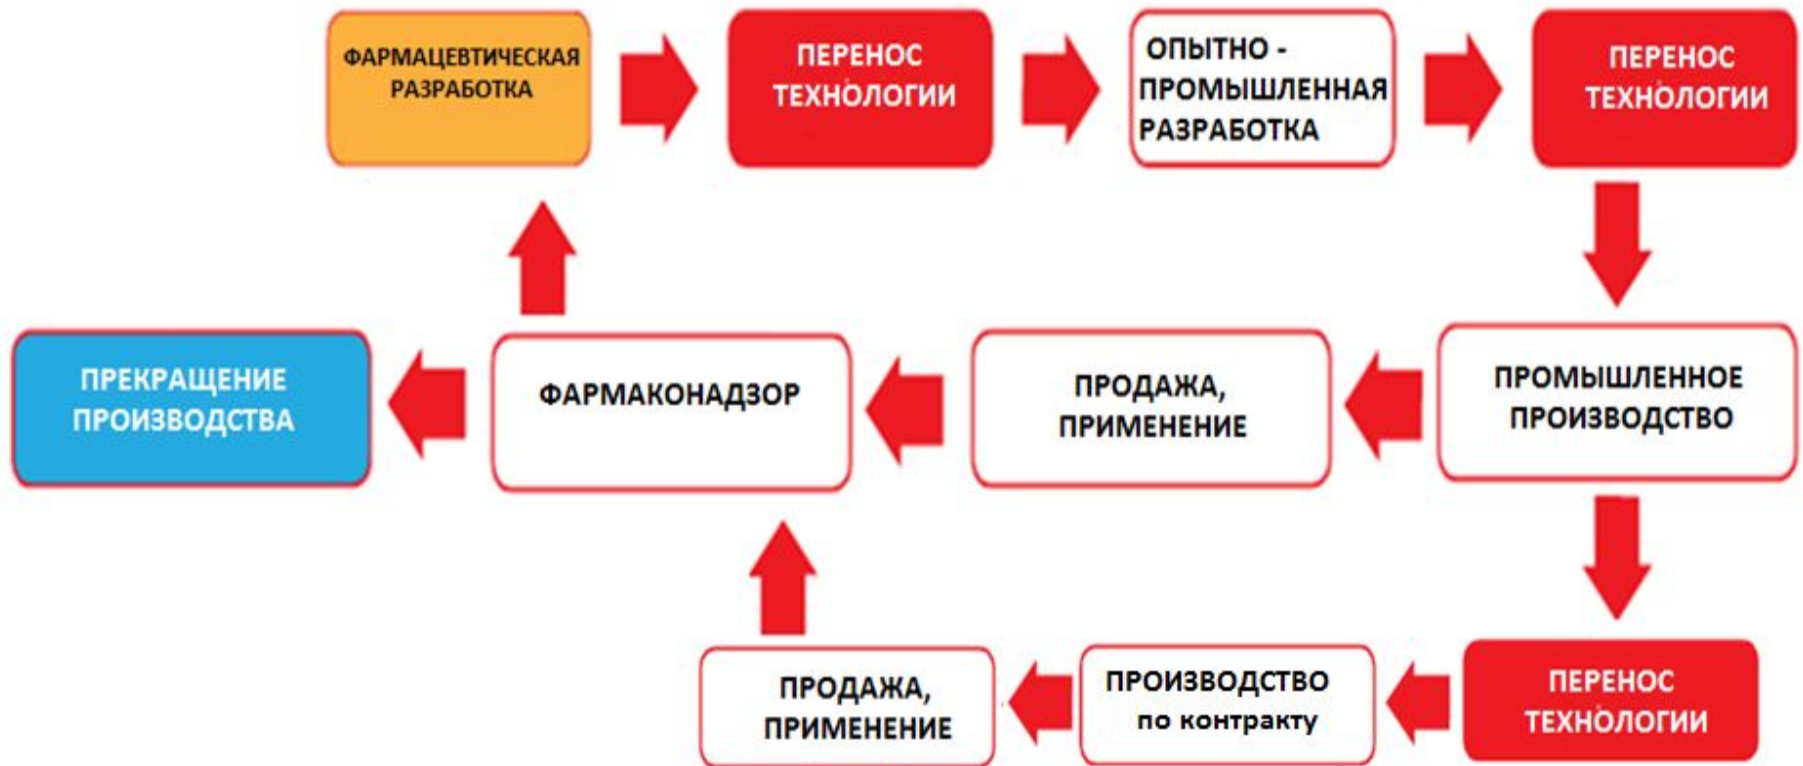 ФАРМАЦЕВТИЧЕСКАЯ
РАЗРАБОТКА
ПЕРЕНОС
ТЕХНОЛОГИИ
ОПЫТНО -
ПРОМЫШЛЕННАЯ
РАЗРАБОТКА
ПЕРЕНОС
ТЕХНОЛОГИИ
ПРЕКРАЩЕНИЕ
ПРОИЗВОДСТВА
ФАРМАКОНАДЗОР
ПРОДАЖА,
ПРИМЕНЕНИЕ
ПРОМЫШЛЕННОЕ
ПРОИЗВОДСТВО
ПРОДАЖА,
ПРИМЕНЕНИЕ
ПРОИЗВОДСТВО
по контракту
ПЕРЕНОС
ТЕХНОЛОГИИ